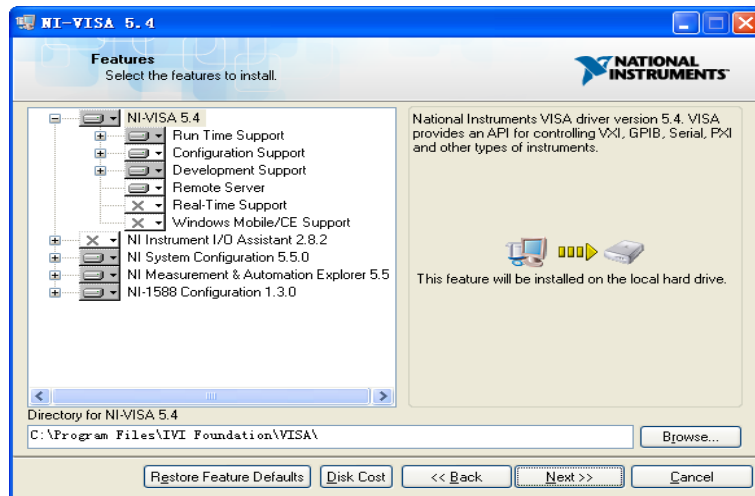 NI-VISA 5.4
Features
Select the features to install.
NATIONAL
INSTRUMENTS™
NI-VISA 5.4
Run Time Support
Configuration Support
Development Support
Remote Server
Real-Time Support
Windows Mobile/CE Support
NI Instrument I/O Assistant 2.8.2
NI System Configuration 5.5.0
NI Measurement & Automation Explorer 5.5
NI-1588 Configuration 1.3.0
National Instruments VISA driver version 5.4. VISA
provides an API for controlling VXI, GPIB, Serial, PXI
and other types of instruments.
This feature will be installed on the local hard drive.
Directory for NI-VISA 5.4
C:\Program Files\IVI Foundation\VISA\
Browse...
Restore Feature Defaults
Disk Cost
<< Back
Next >>
Cancel